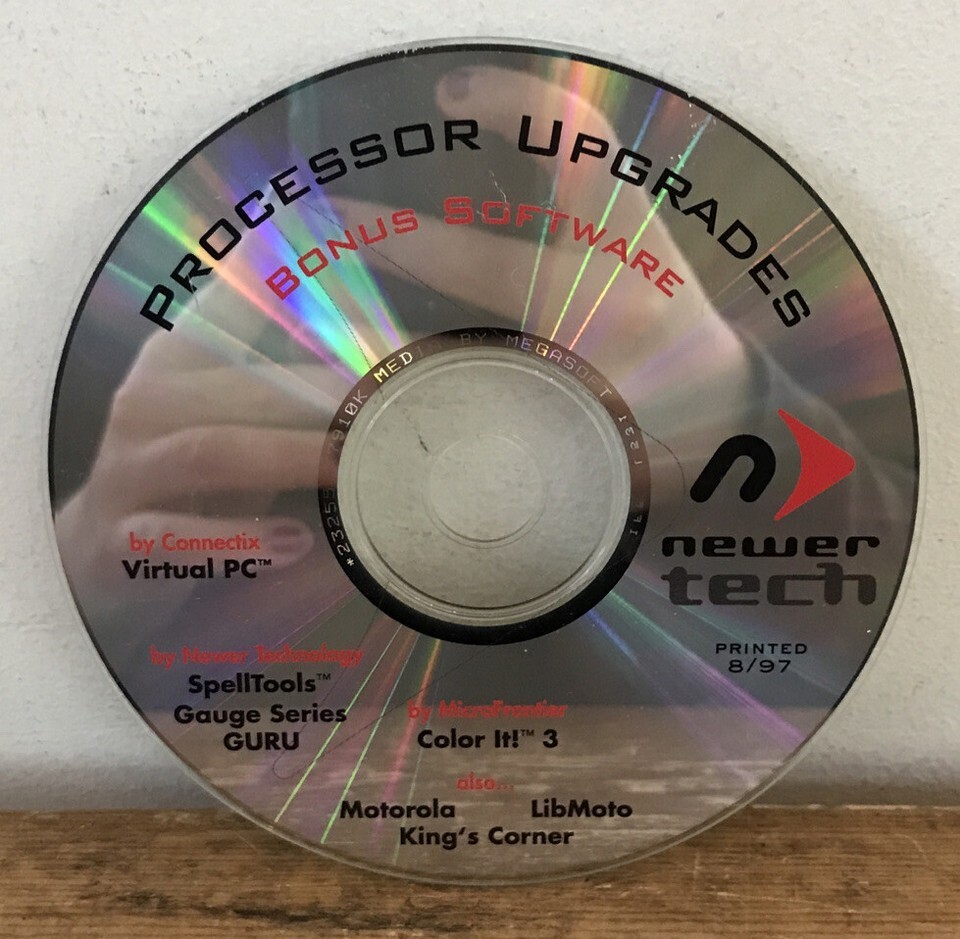 PROCESSOR UPGRADES
BONUS SOFTWARE
MEDIA BY MEGASOFT
n
newer
tech
PRINTED
8/97
by Connectix
Virtual PC™
by Newer Technology
SpellTools™
Gauge Series
GURU
by MicroFrontier
Color It!™ 3
also...
Motorola LibMoto
King's Corner